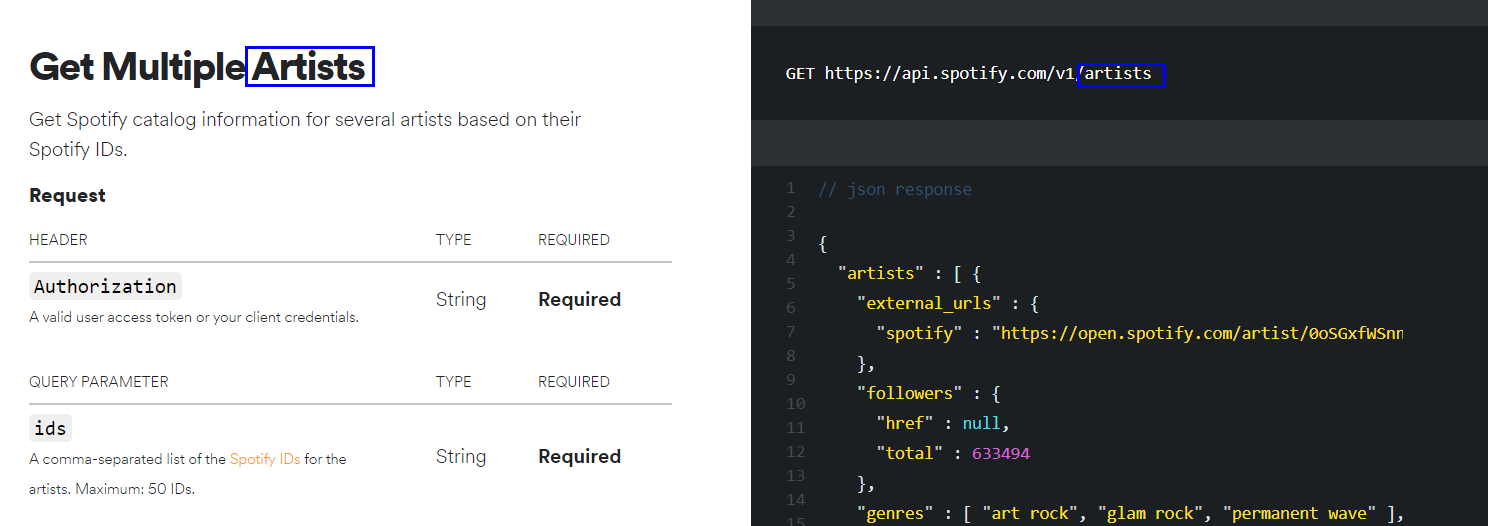 Get Multiple Artists
Get Spotify catalog information for several artists based on their
Spotify IDs.
Request
HEADER TYPE REQUIRED
Authorization
A valid user access token or your client credentials.
String Required
QUERY PARAMETER TYPE REQUIRED
ids
A comma-separated list of the Spotify IDs for the
artists. Maximum: 50 IDs.
String Required
GET https://api.spotify.com/v1/artists
1 // json response
2
3 {
4 "artists" : [ {
5 "external_urls" : {
6 "spotify" : "https://open.spotify.com/artist/0oSGxfWSnn
7 },
8 "followers" : {
9 "href" : null,
10 "total" : 633494
11 },
12 "genres" : [ "art rock", "glam rock", "permanent wave" ],
13
14
15